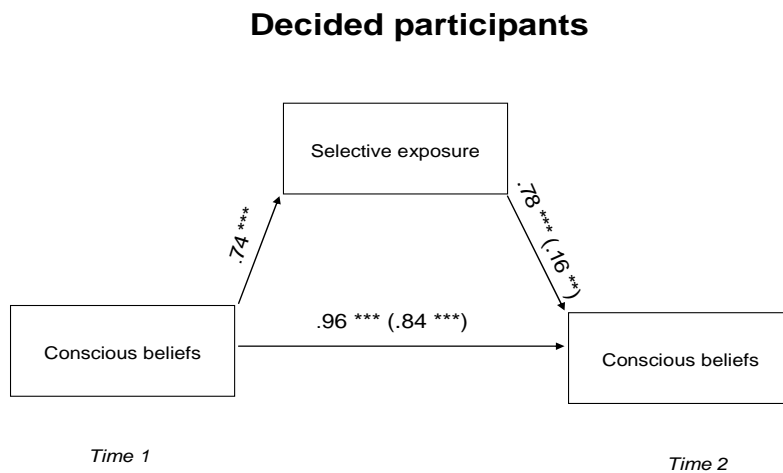 Decided participants
Selective exposure
.74 ***
.78 *** (.16 **)
.96 *** (.84 ***)
Conscious beliefs
Conscious beliefs
Time 1
Time 2